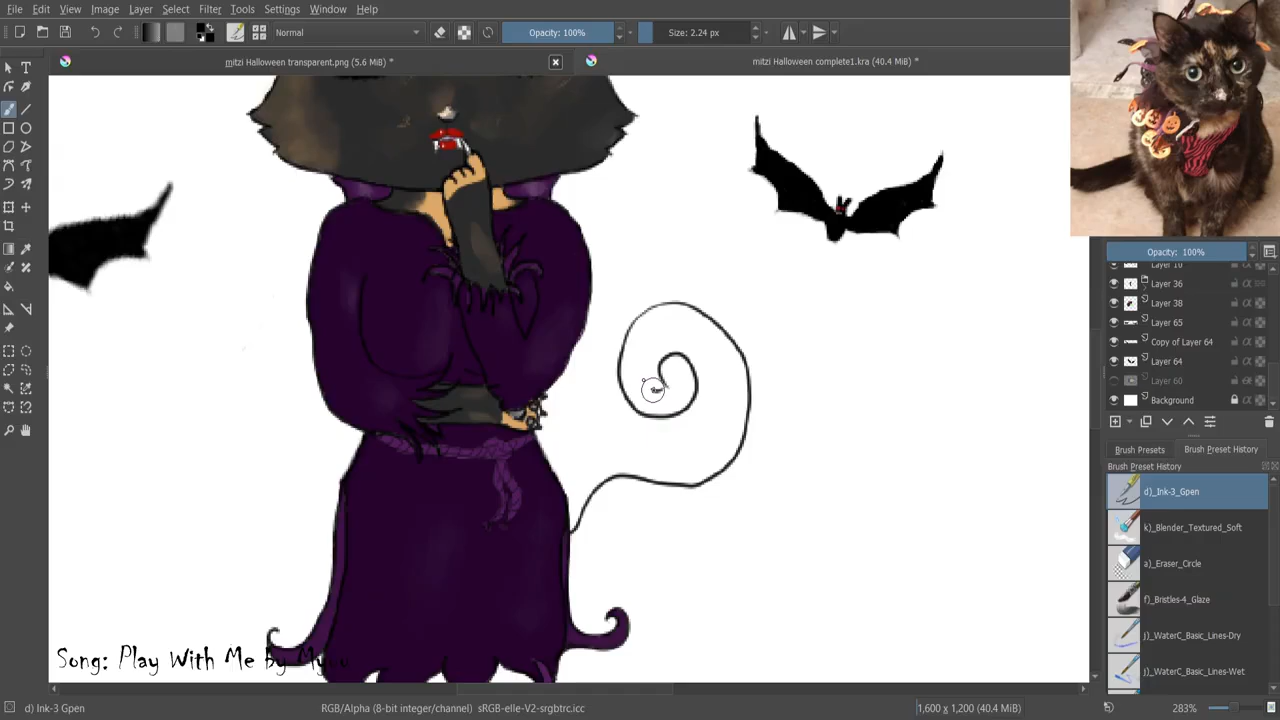 File Edit View Image Layer Select Filter Tools Settings Window Help
Normal Opacity: 100% Size: 2.24 px
mitzi Halloween transparent.png (5.6 MiB) * mitzi Halloween complete1.kra (40.4 MiB) *
Opacity: 100%
Layer 10
Layer 36
Layer 38
Layer 65
Copy of Layer 64
Layer 64
Layer 60
Background
Brush Presets Brush Preset History
Brush Preset History
d)_Ink-3_Gpen
k)_Blender_Textured_Soft
a)_Eraser_Circle
f)_Bristles-4_Glaze
j)_WaterC_Basic_Lines-Dry
j)_WaterC_Basic_Lines-Wet
Song: Play With Me by
d) Ink-3 Gpen RGB/Alpha (8-bit integer/channel) sRGB-elle-V2-srgbtrc.icc 1,600 x 1,200 (40.4 MiB) 283%